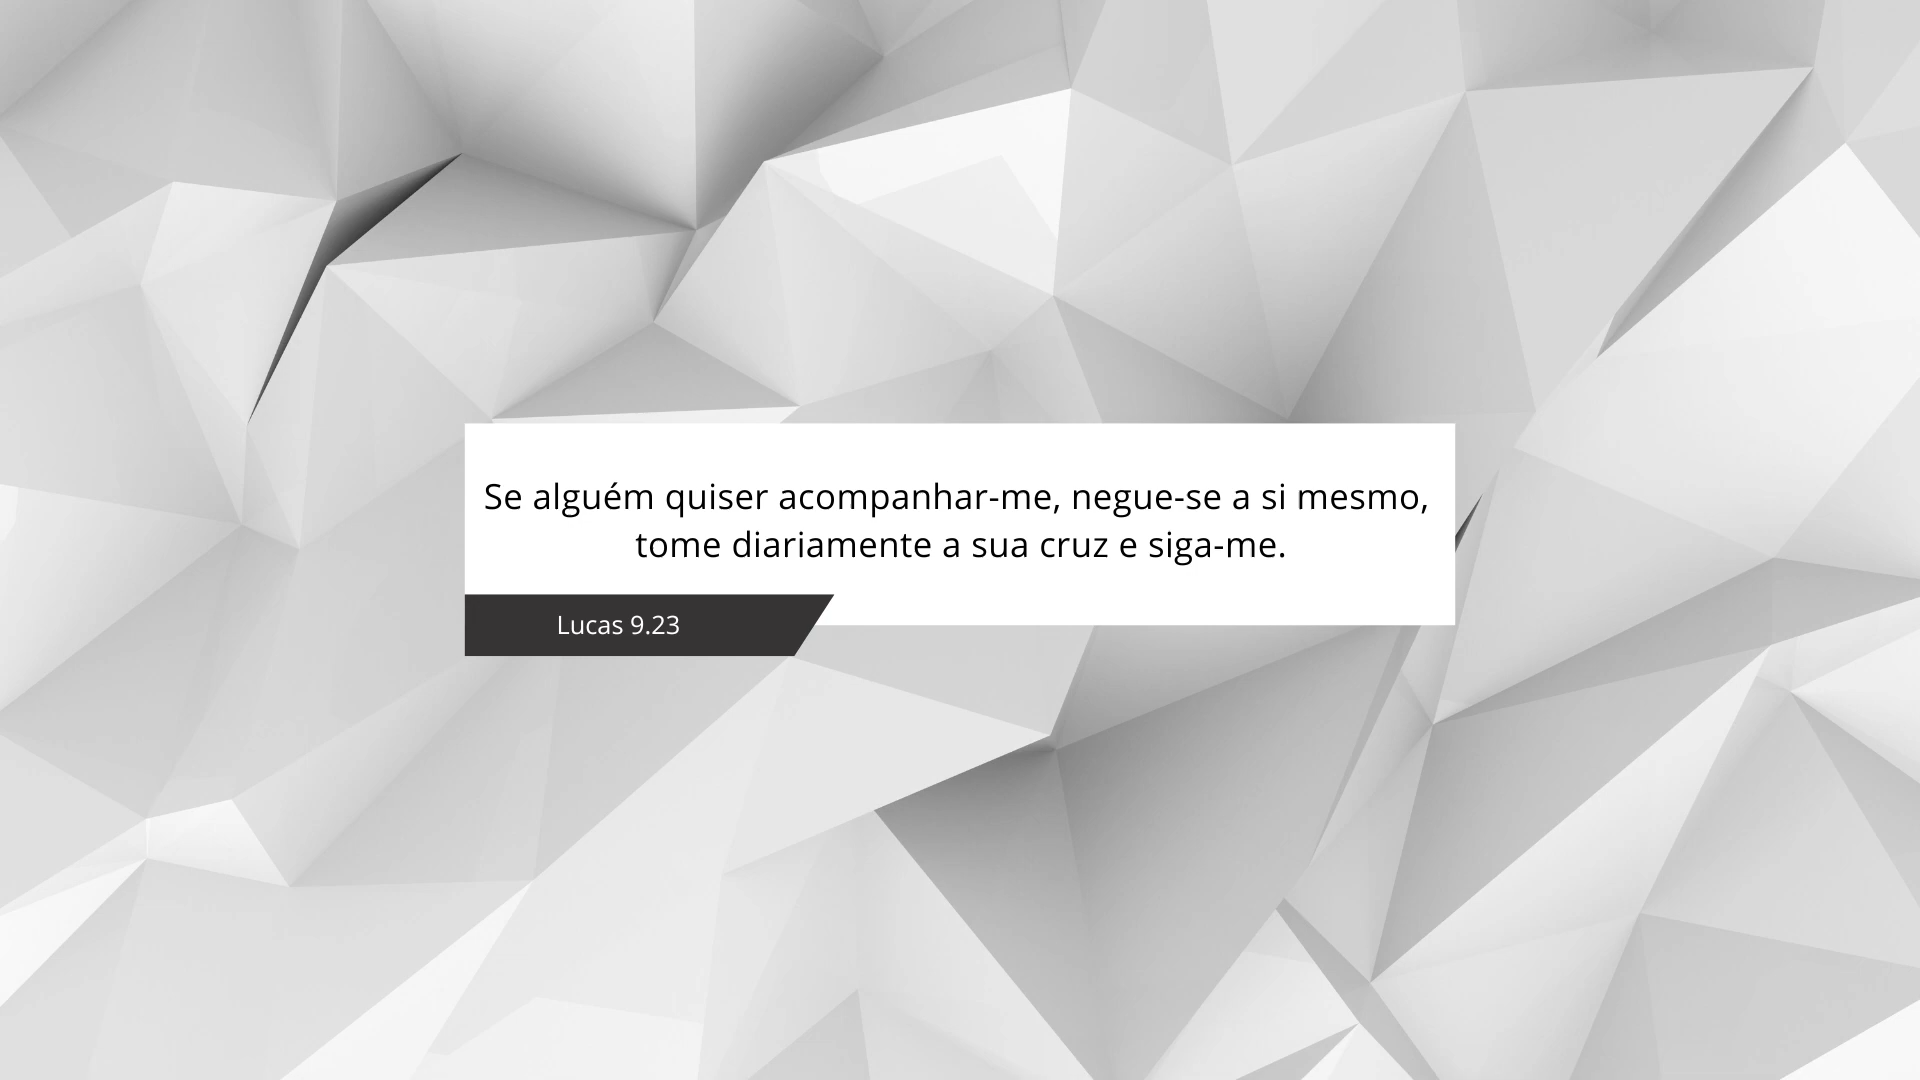 Se alguém quiser acompanhar-me, negue-se a si mesmo,
tome diariamente a sua cruz e siga-me.
Lucas 9.23